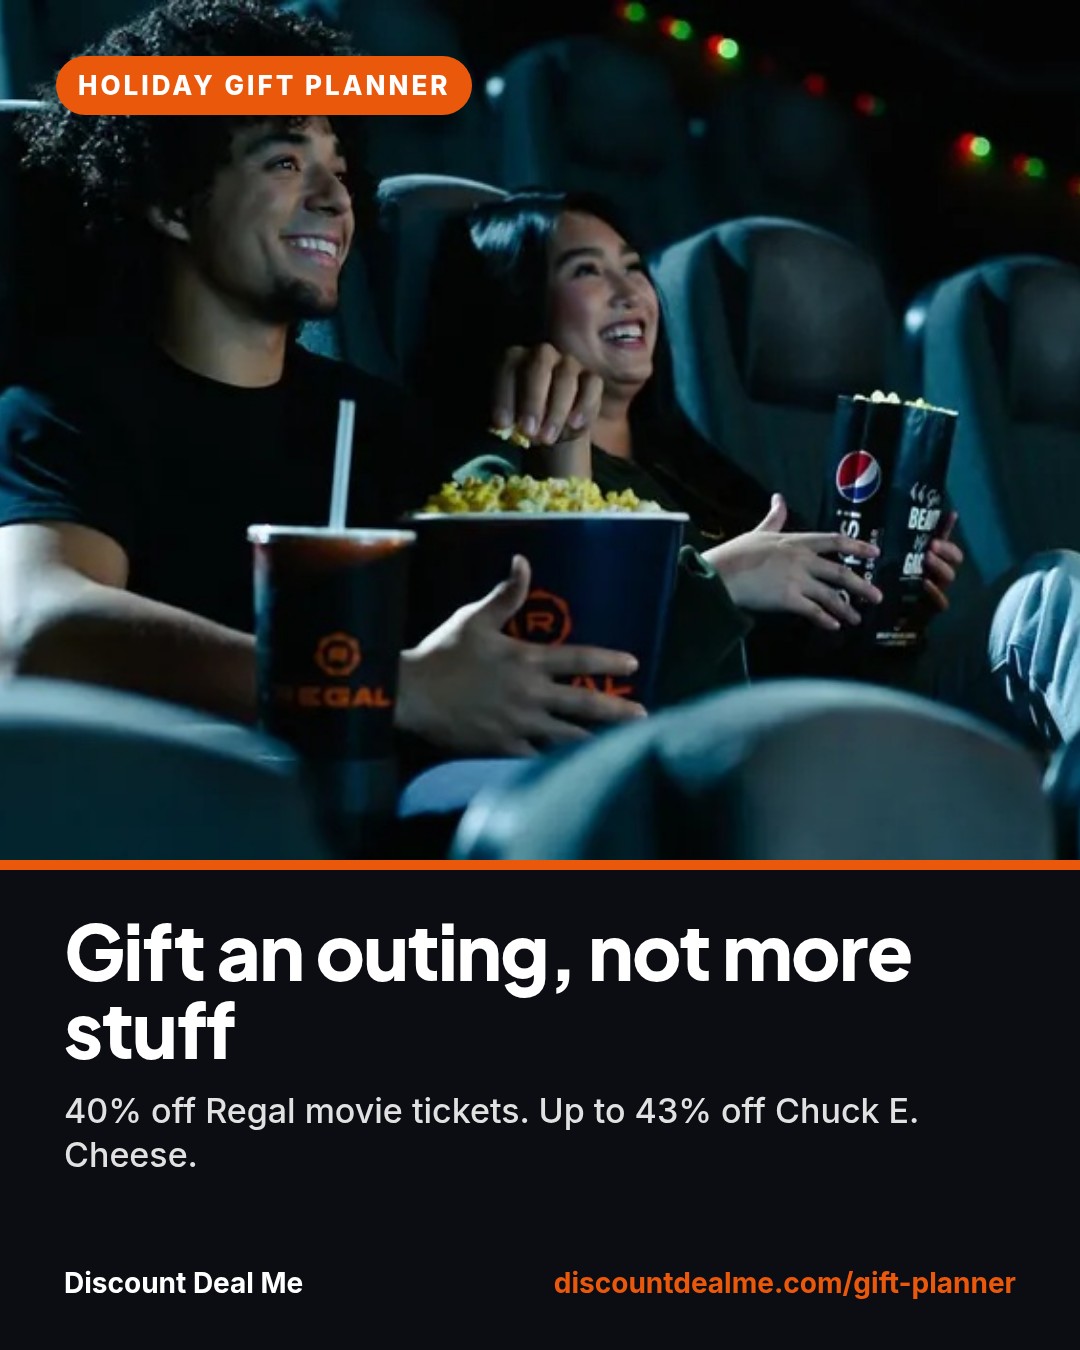 HOLIDAY GIFT PLANNER
R
REGAL
R
Gift an outing, not more
stuff
40% off Regal movie tickets. Up to 43% off Chuck E.
Cheese.
Discount Deal Me
discountdealme.com/gift-planner